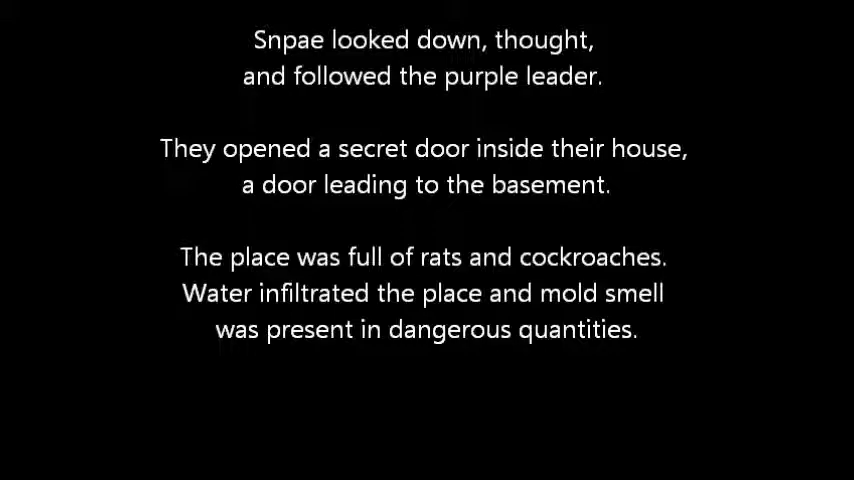 Snpae looked down, thought,
and followed the purple leader.
They opened a secret door inside their house,
a door leading to the basement.
The place was full of rats and cockroaches.
Water infiltrated the place and mold smell
was present in dangerous quantities.